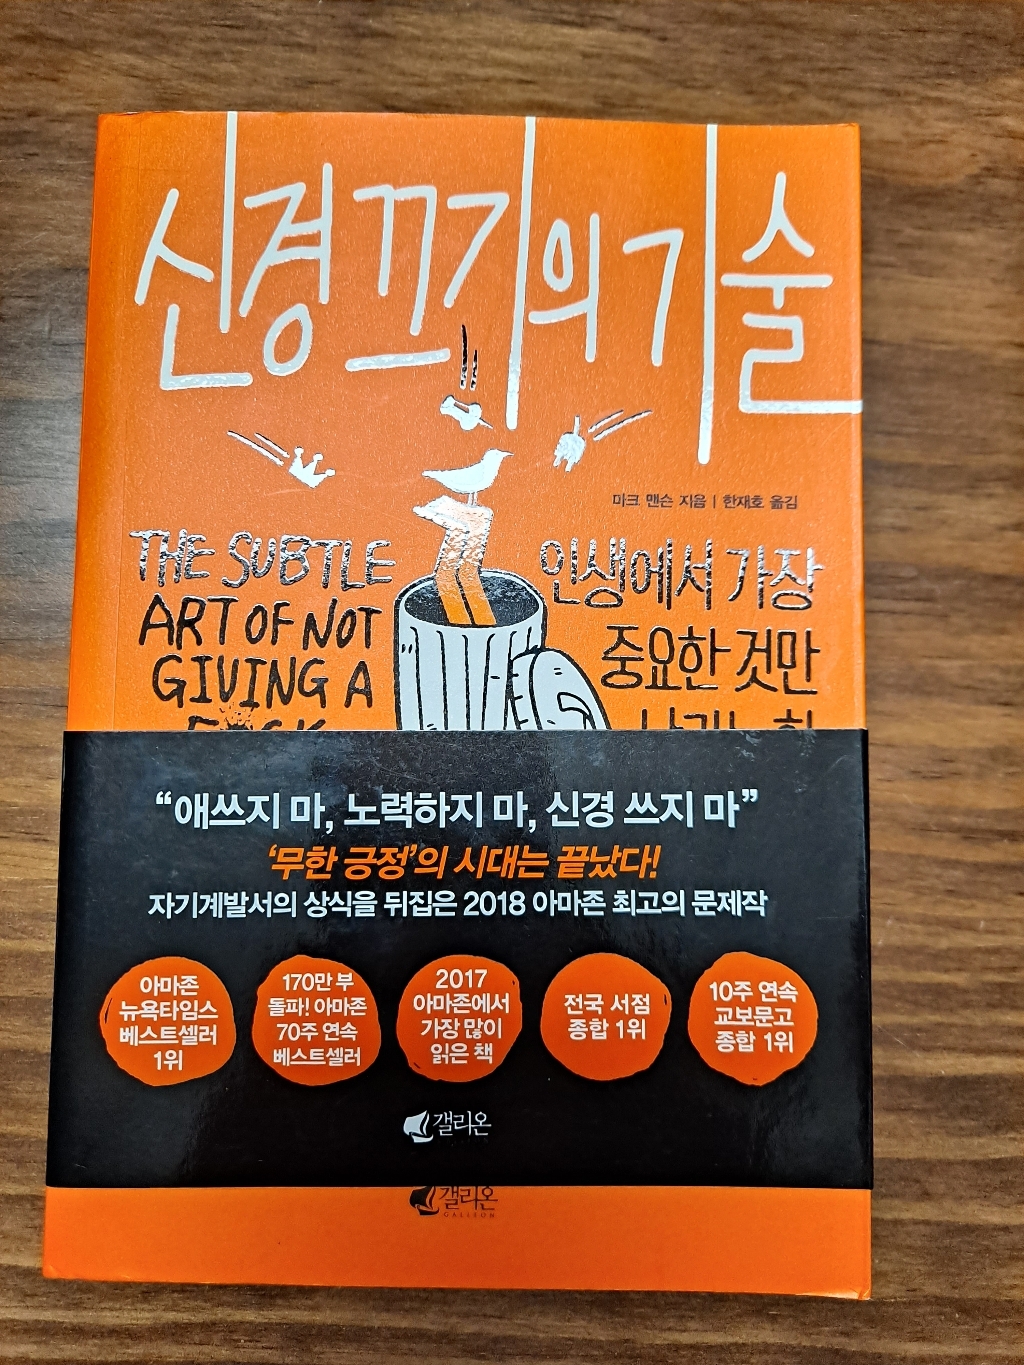 신경 끄기의 기술
마크 맨슨 지음 | 한재호 옮김
THE SUBTLE
ART OF NOT
GIVING A
인생에서 가장
중요한 것만
“애쓰지 마, 노력하지 마, 신경 쓰지 마”
‘무한 긍정’의 시대는 끝났다!
자기계발서의 상식을 뒤집은 2018 아마존 최고의 문제작
아마존
뉴욕타임스
베스트셀러
1위
170만 부
돌파! 아마존
70주 연속
베스트셀러
2017
아마존에서
가장 많이
읽은 책
전국 서점
종합 1위
10주 연속
교보문고
종합 1위
갤리온
갤리온
GALLEON